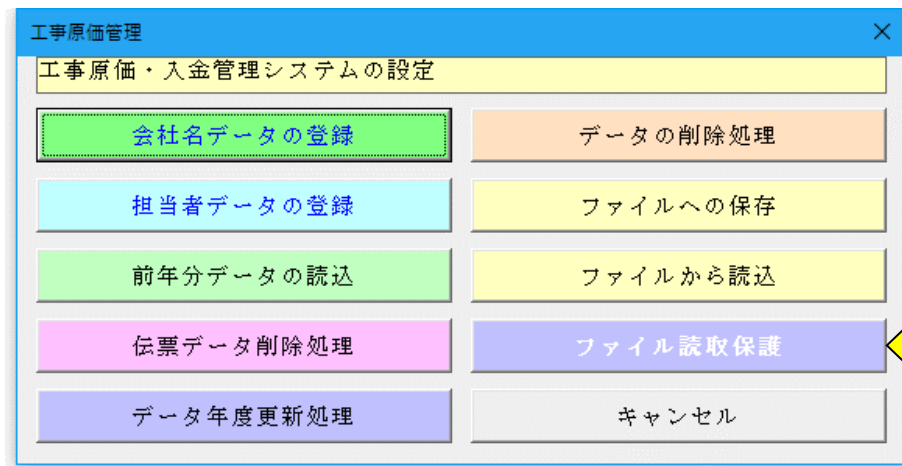 工事原価管理
工事原価・入金管理システムの設定
会社名データの登録
データの削除処理
担当者データの登録
ファイルへの保存
前年分データの読込
ファイルから読込
伝票データ削除処理
ファイル読取保護
データ年度更新処理
キャンセル